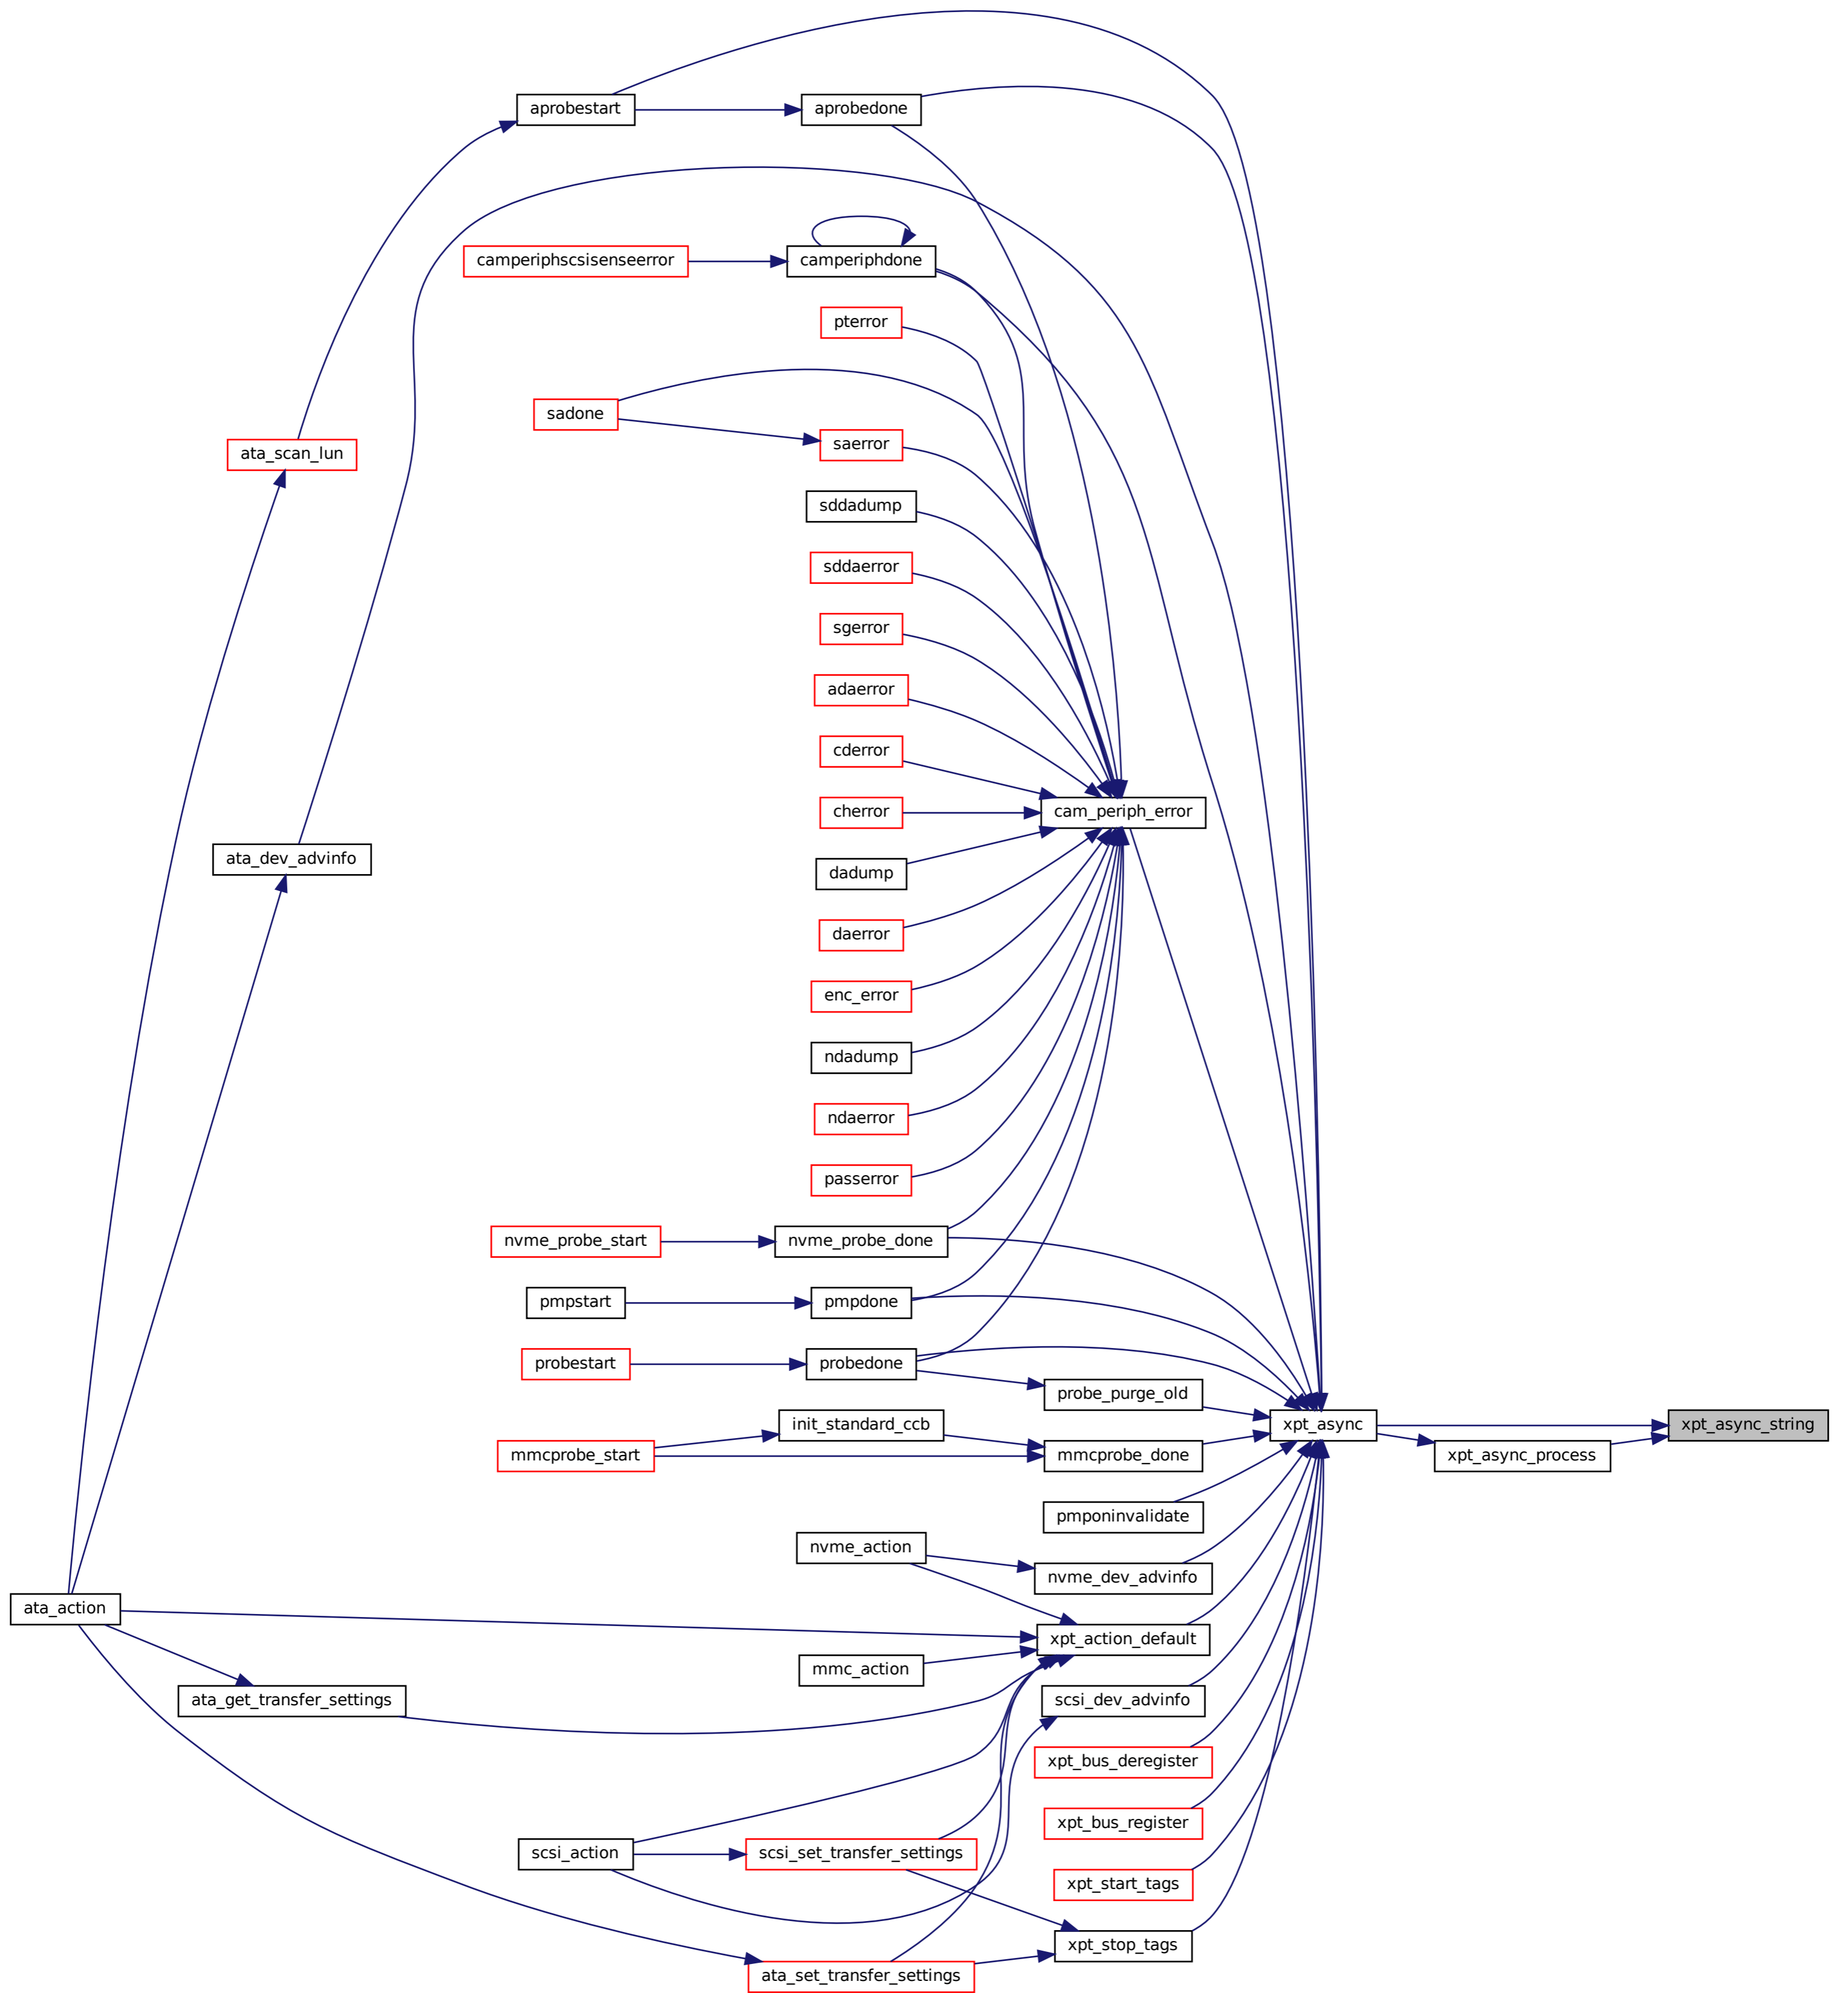 aprobestart
aprobedone
camperiphscsisenseerror
camperiphdone
pterror
sadone
saerror
ata_scan_lun
sddadump
sddaerror
sgerror
adaerror
cderror
cam_periph_error
cherror
ata_dev_advinfo
dadump
daerror
enc_error
ndadump
ndaerror
passerror
nvme_probe_start
nvme_probe_done
pmpstart
pmpdone
probestart
probedone
probe_purge_old
init_standard_ccb
xpt_async
xpt_async_string
mmcprobe_start
mmcprobe_done
xpt_async_process
pmponinvalidate
nvme_action
nvme_dev_advinfo
ata_action
xpt_action_default
mmc_action
ata_get_transfer_settings
scsi_dev_advinfo
xpt_bus_deregister
xpt_bus_register
scsi_action
scsi_set_transfer_settings
xpt_start_tags
xpt_stop_tags
ata_set_transfer_settings